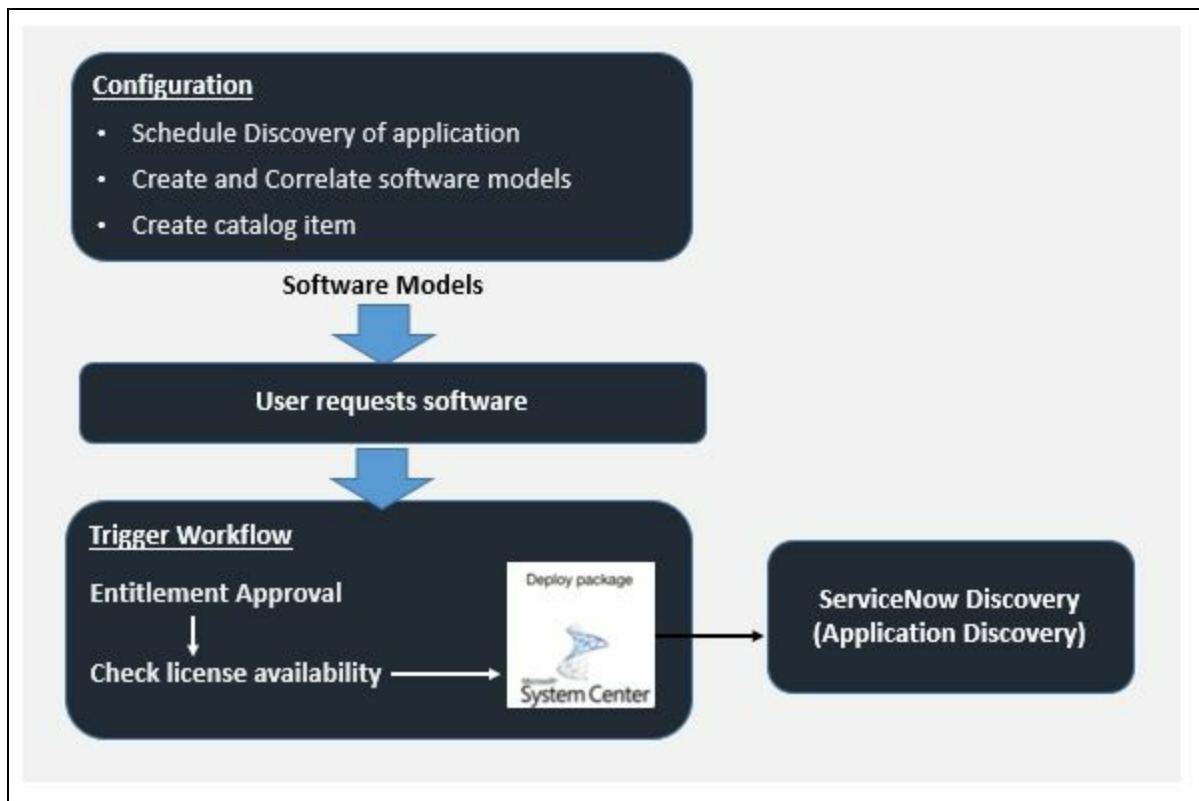 Configuration
• Schedule Discovery of application
• Create and Correlate software models
• Create catalog item
Software Models
User requests software
Trigger Workflow
Entitlement Approval
Check license availability
Deploy package
Microsoft
System Center
ServiceNow Discovery
(Application Discovery)